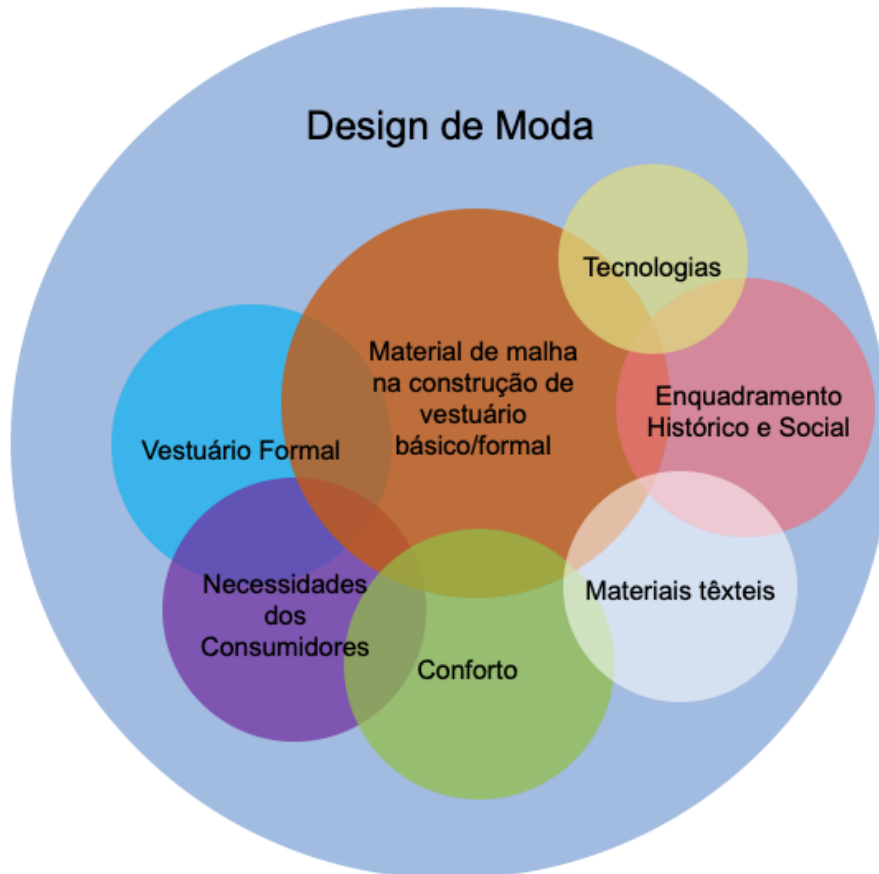 Design de Moda
Tecnologias
Material de malha
na construção de
vestuário
básico/formal
Enquadramento
Histórico e Social
Vestuário Formal
Necessidades
dos
Consumidores
Materiais têxteis
Conforto